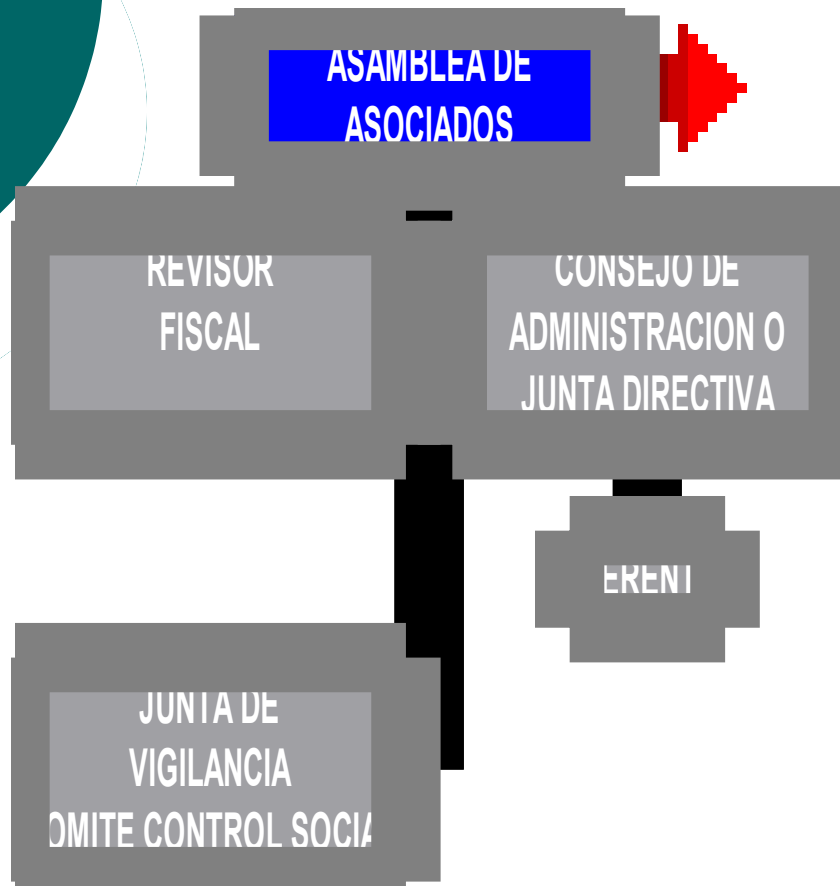 ASAMBLEA DE
ASOCIADOS
REVISOR
FISCAL
CONSEJO DE
ADMINISTRACION O
JUNTA DIRECTIVA
ERENT
JUNTA DE
VIGILANCIA
OMITE CONTROL SOCIA